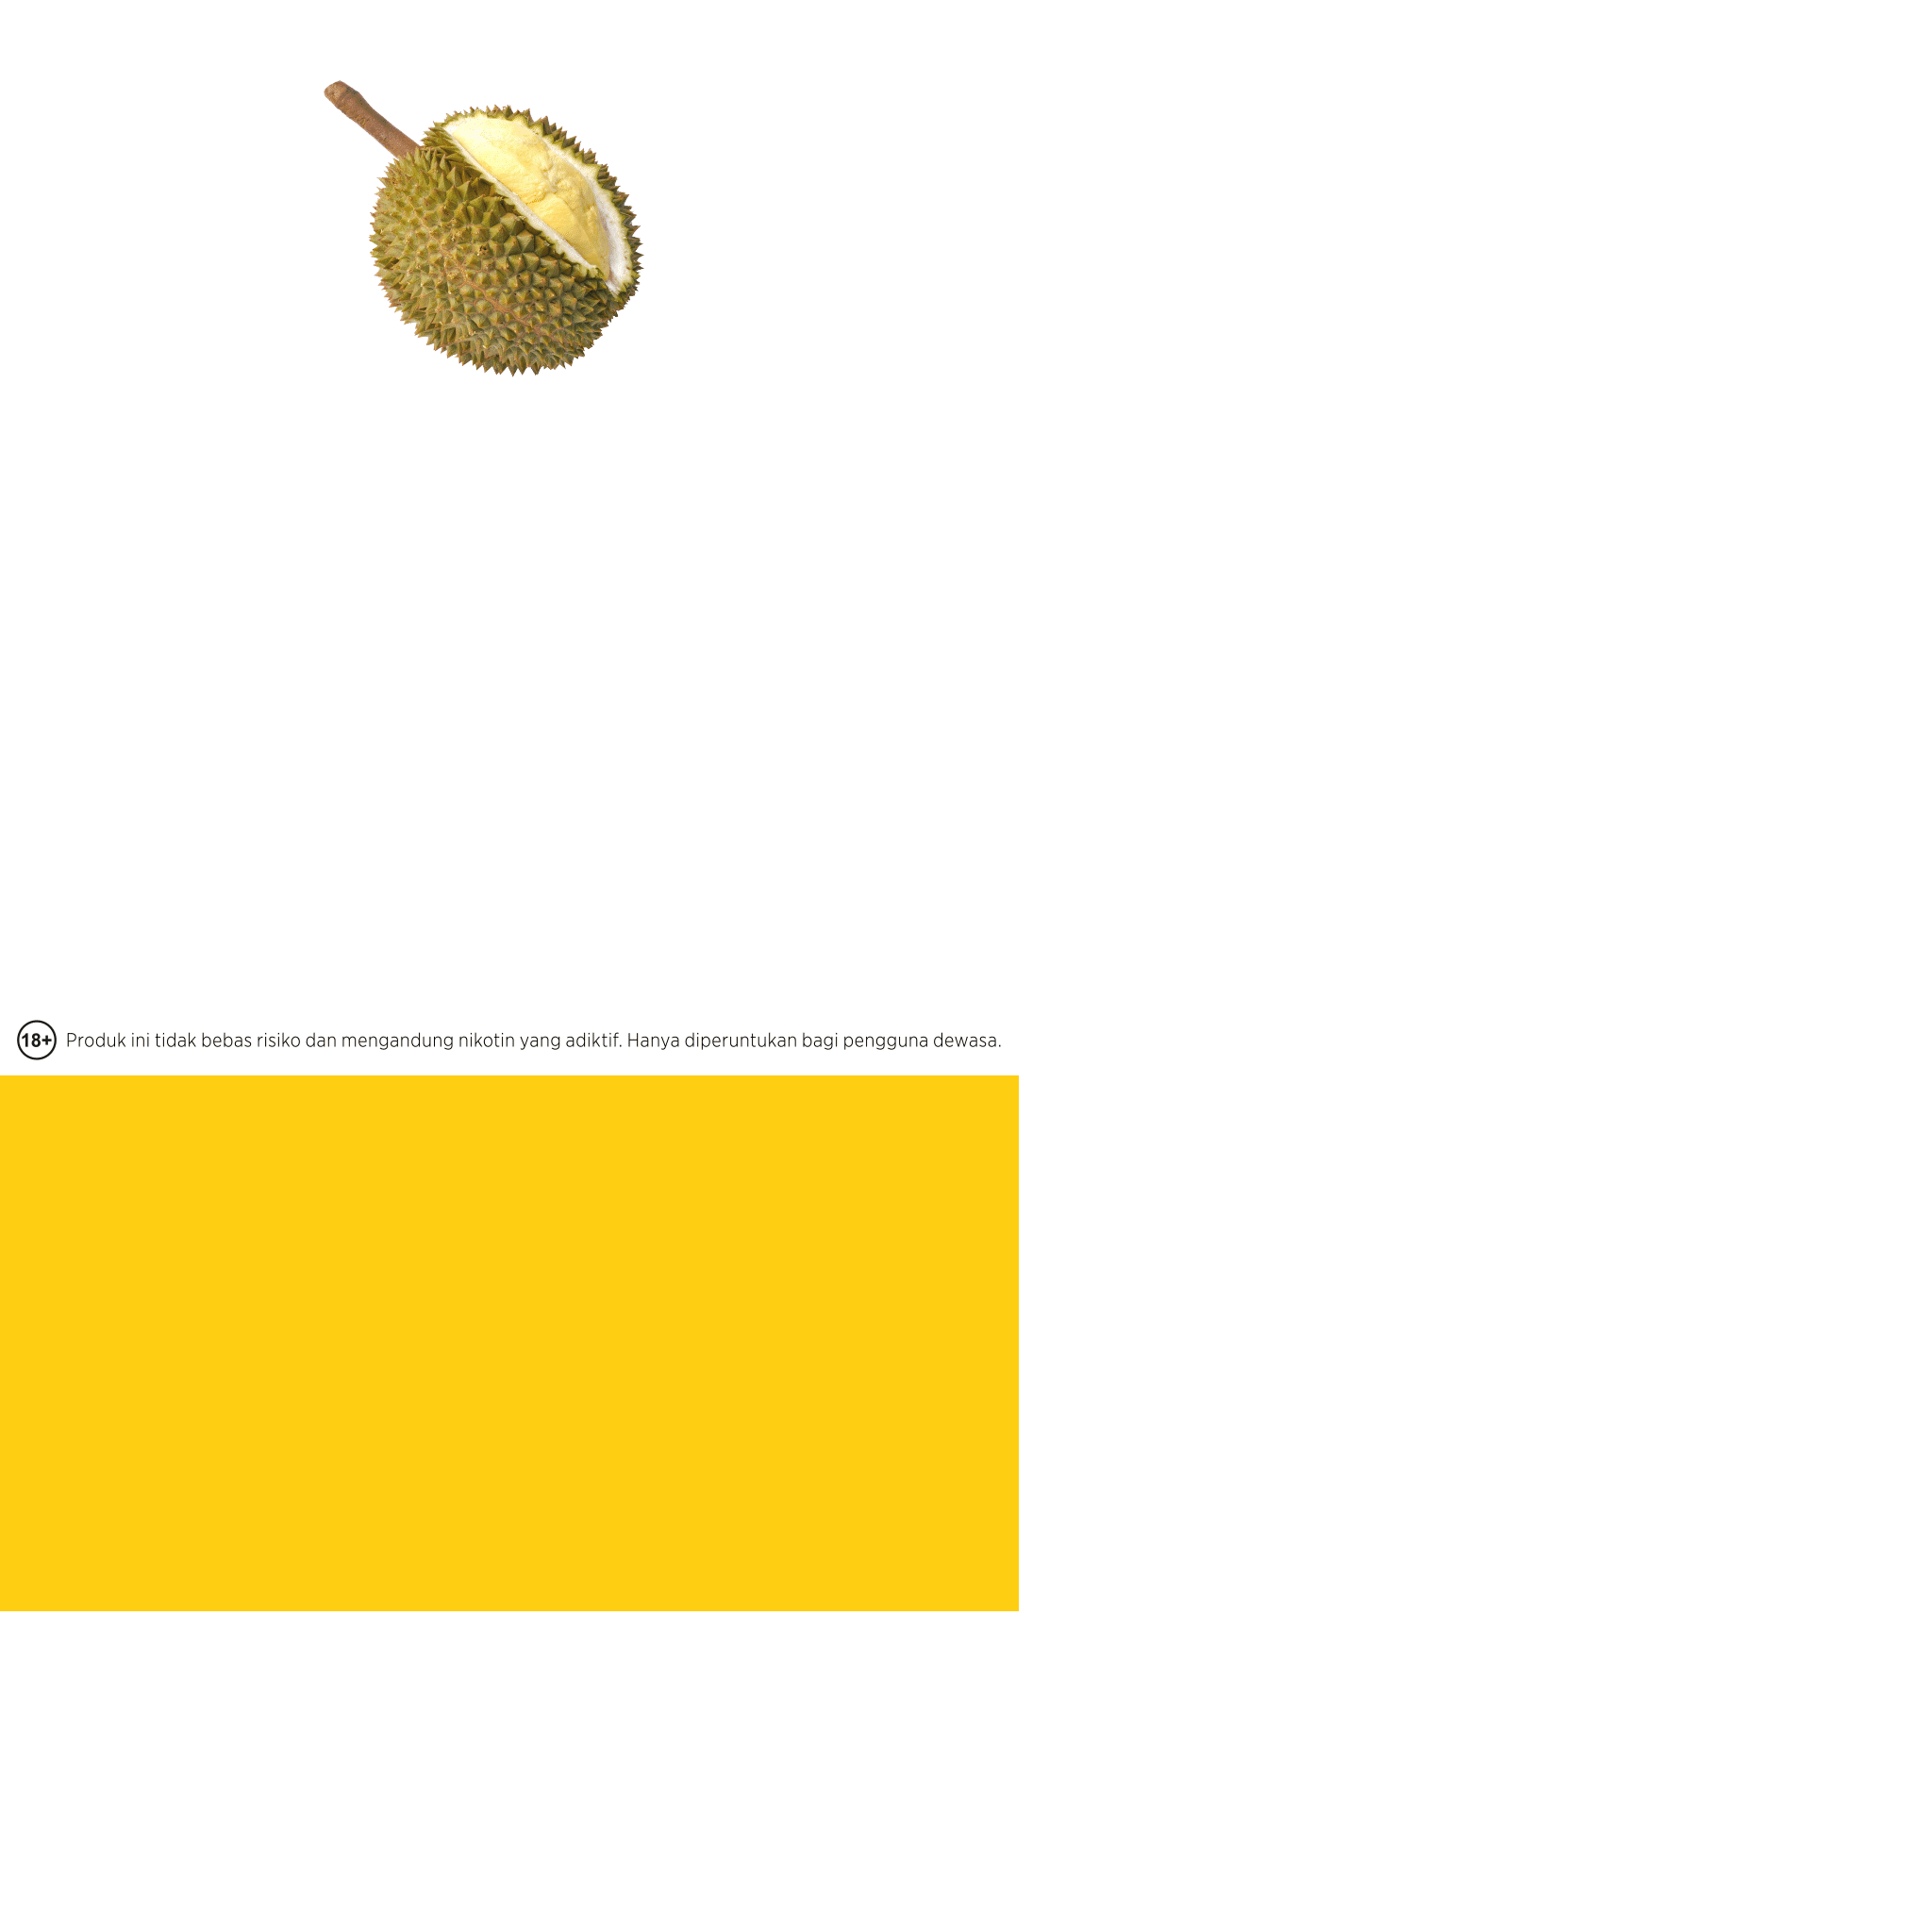 18+ Produk ini tidak bebas risiko dan mengandung nikotin yang adiktif. Hanya diperuntukan bagi pengguna dewasa.